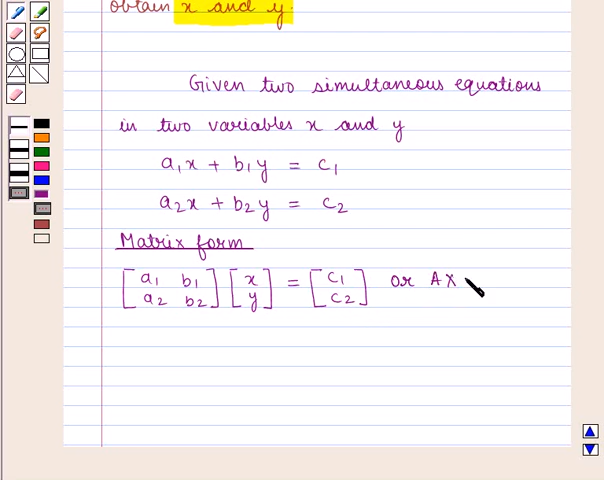 obtain x and y.
Given two simultaneous equations
in two variables x and y
a₁x + b₁y = c₁
a₂x + b₂y = c₂
Matrix form
[a₁ b₁] [x] = [c₁] or AX
[a₂ b₂] [y] [c₂]